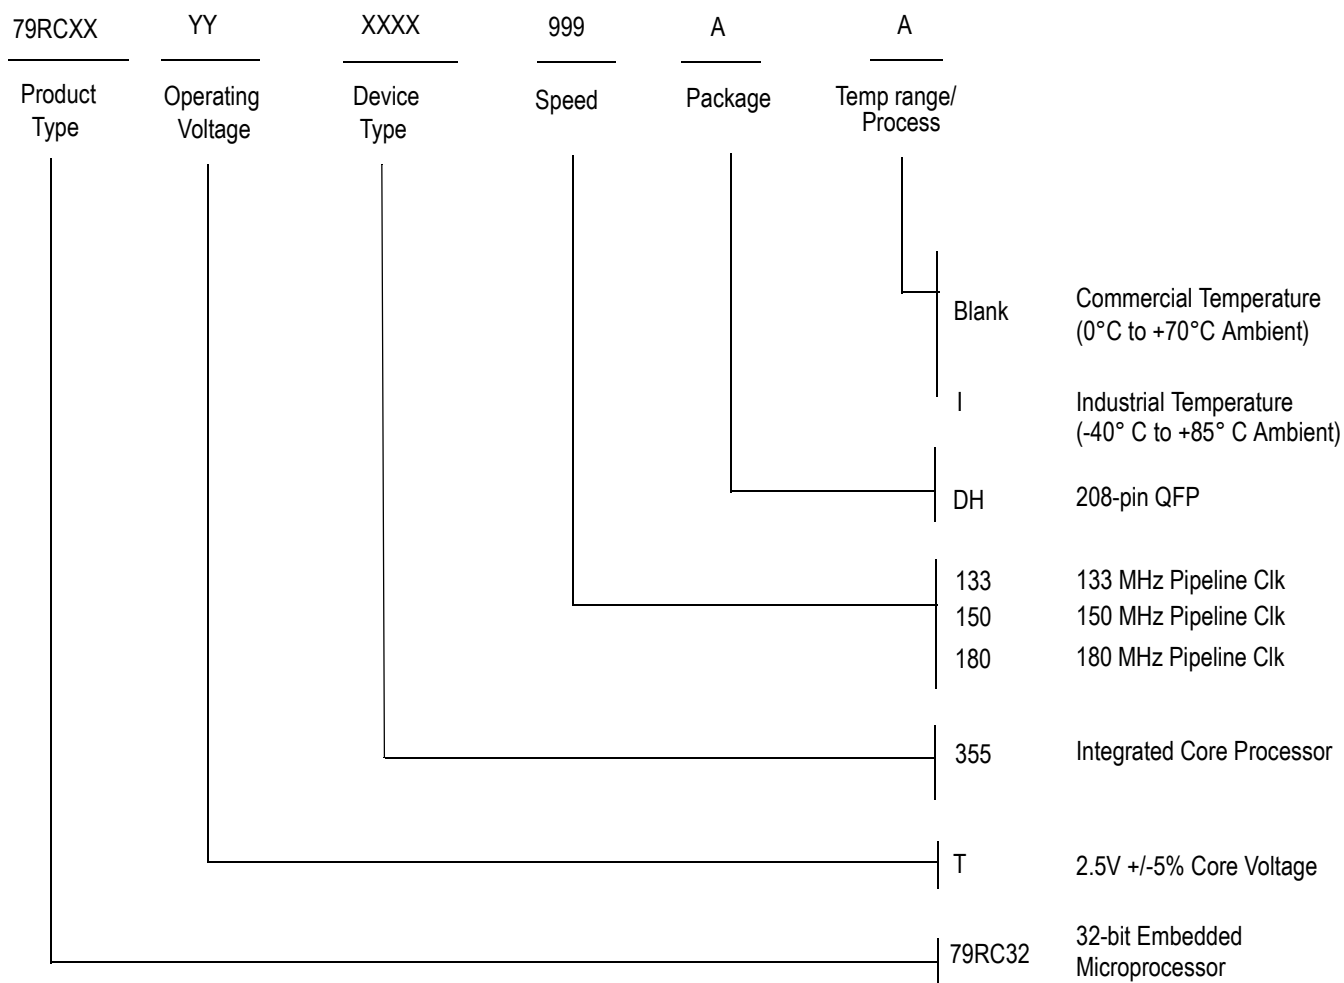 79RCXX YY XXXX 999 A A
Product Type
Operating Voltage
Device Type
Speed
Package
Temp range/
Process
Blank Commercial Temperature
(0°C to +70°C Ambient)
I Industrial Temperature
(-40° C to +85° C Ambient)
DH 208-pin QFP
133 133 MHz Pipeline Clk
150 150 MHz Pipeline Clk
180 180 MHz Pipeline Clk
355 Integrated Core Processor
T 2.5V +/-5% Core Voltage
79RC32 32-bit Embedded
Microprocessor